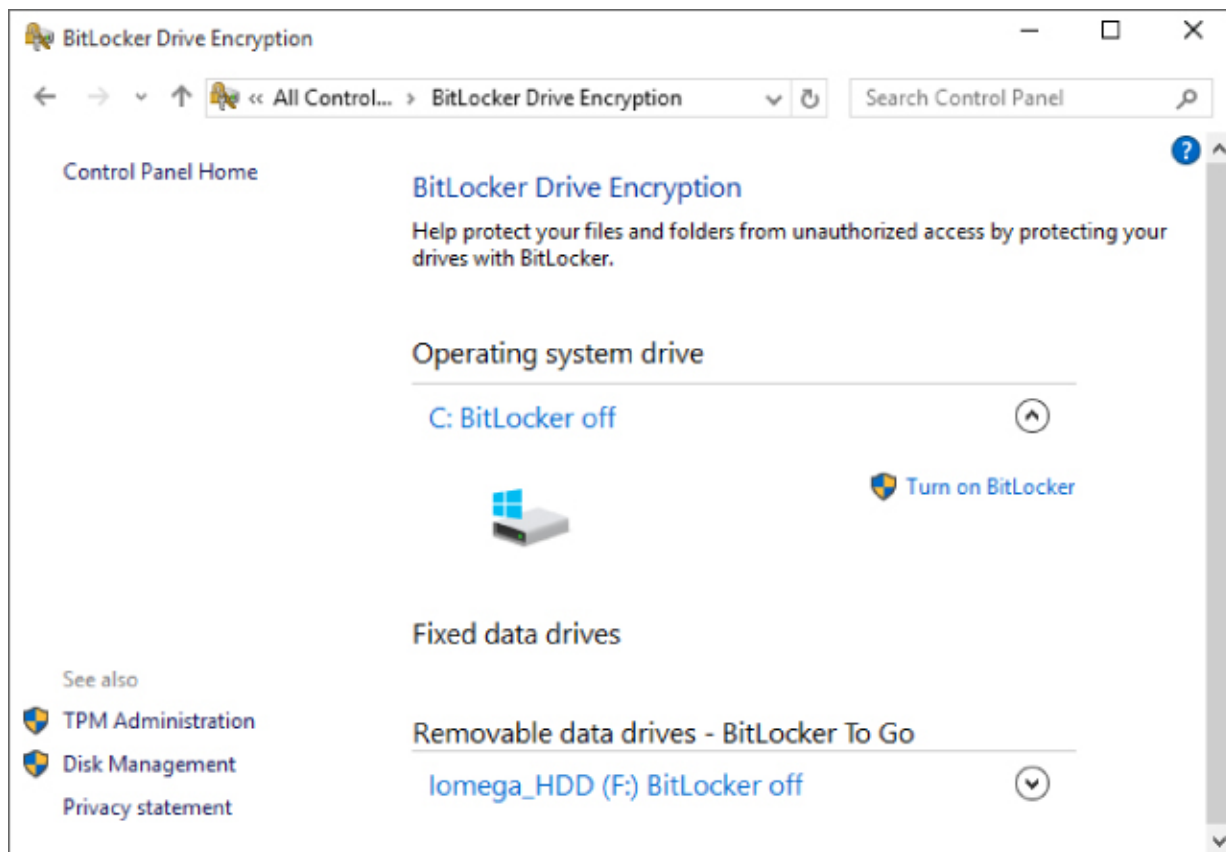 BitLocker Drive Encryption
« All Control... › BitLocker Drive Encryption
Search Control Panel
Control Panel Home
BitLocker Drive Encryption
Help protect your files and folders from unauthorized access by protecting your
drives with BitLocker.
Operating system drive
C: BitLocker off
Turn on BitLocker
Fixed data drives
Removable data drives - BitLocker To Go
Iomega_HDD (F:) BitLocker off
See also
TPM Administration
Disk Management
Privacy statement